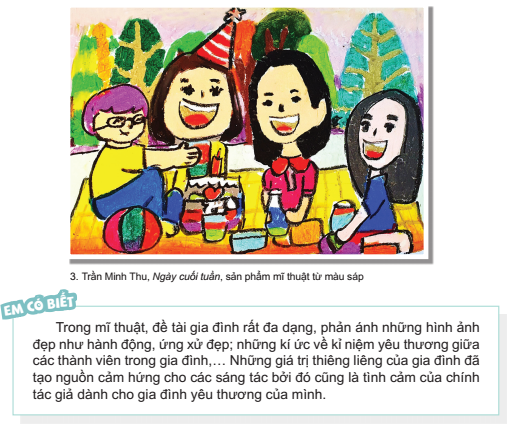 3. Trần Minh Thu, Ngày cuối tuần, sản phẩm mĩ thuật từ màu sáp
EM CÓ BIẾT
Trong mĩ thuật, đề tài gia đình rất đa dạng, phản ánh những hình ảnh
đẹp như hành động, ứng xử đẹp; những kí ức về kỉ niệm yêu thương giữa
các thành viên trong gia đình,... Những giá trị thiêng liêng của gia đình đã
tạo nguồn cảm hứng cho các sáng tác bởi đó cũng là tình cảm của chính
tác giả dành cho gia đình yêu thương của mình.